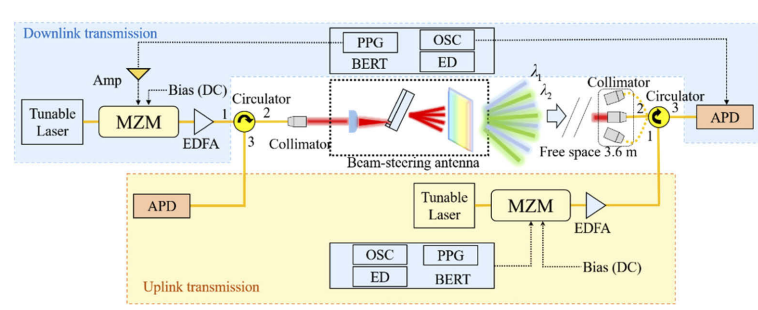 Downlink transmission
PPG
OSC
BERT
ED
Amp
Bias (DC)
Tunable
Laser
MZM
EDFA
1
Circulator
2
3
Collimator
Beam-steering antenna
λ1
λ2
Collimator
2
Circulator
3
1
Free space 3.6 m
APD
APD
Tunable
Laser
MZM
EDFA
OSC
PPG
ED
BERT
Bias (DC)
Uplink transmission